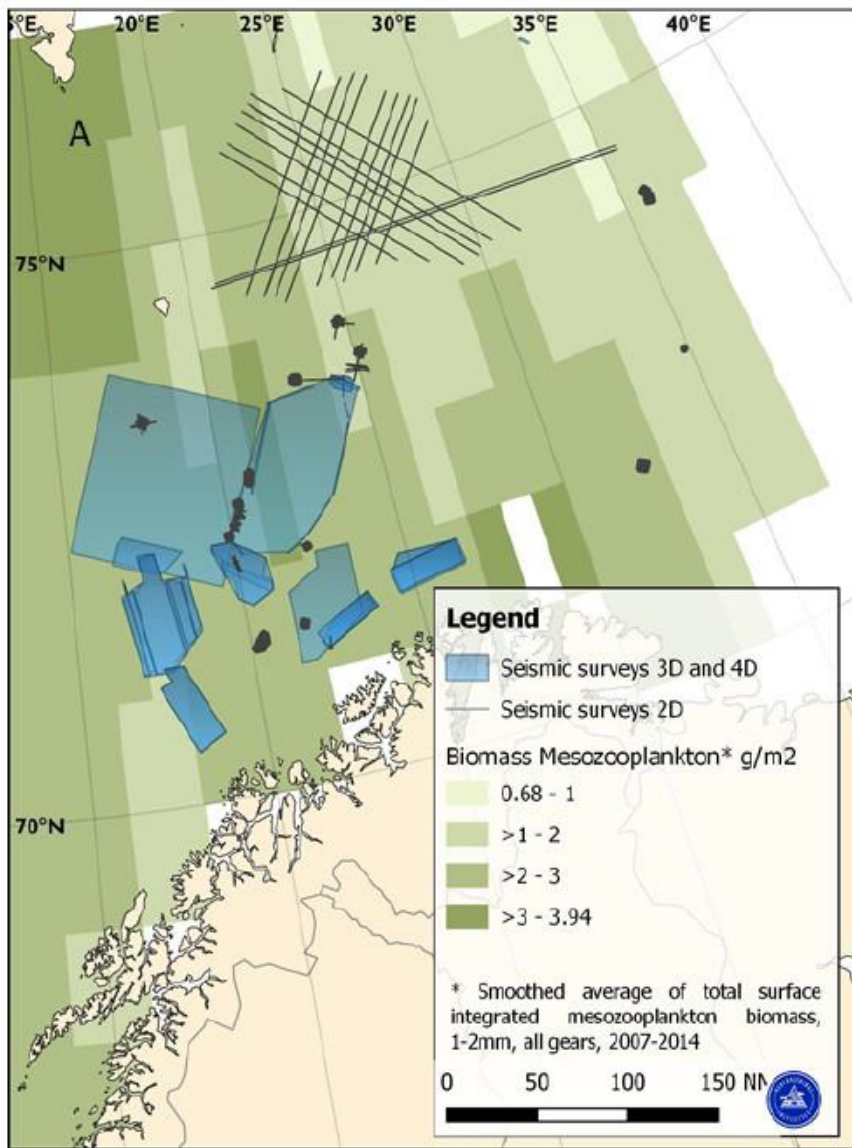 5°E 20°E 25°E 30°E 35°E 40°E
A
75°N
70°N
Legend
Seismic surveys 3D and 4D
Seismic surveys 2D
Biomass Mesozooplankton* g/m2
0.68 - 1
>1 - 2
>2 - 3
>3 - 3.94
* Smoothed average of total surface
integrated mesozooplankton biomass,
1-2mm, all gears, 2007-2014
0 50 100 150 NM